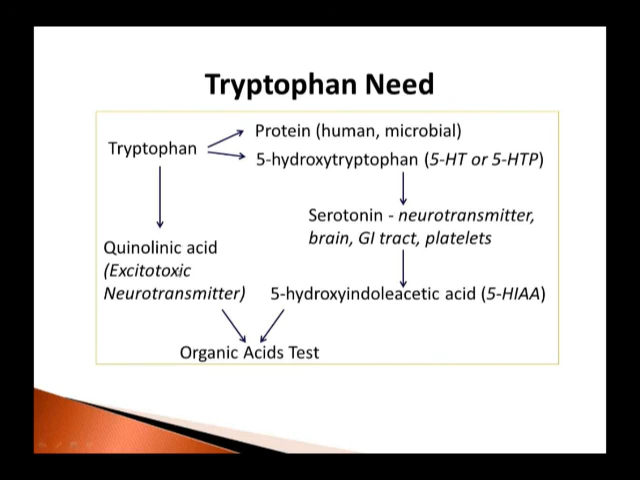 Tryptophan Need
Protein (human, microbial)
Tryptophan
5-hydroxytryptophan (5-HT or 5-HTP)
Serotonin - neurotransmitter,
brain, GI tract, platelets
Quinolinic acid
(Excitotoxic
Neurotransmitter)
5-hydroxyindoleacetic acid (5-HIAA)
Organic Acids Test